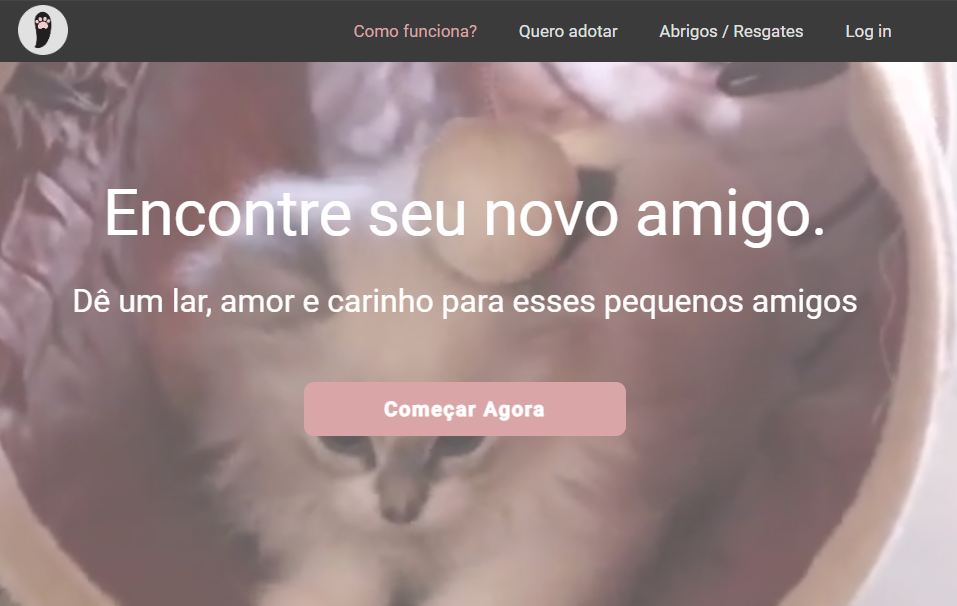 Como funciona? Quero adotar Abrigos / Resgates Log in
Encontre seu novo amigo.
Dê um lar, amor e carinho para esses pequenos amigos
Começar Agora